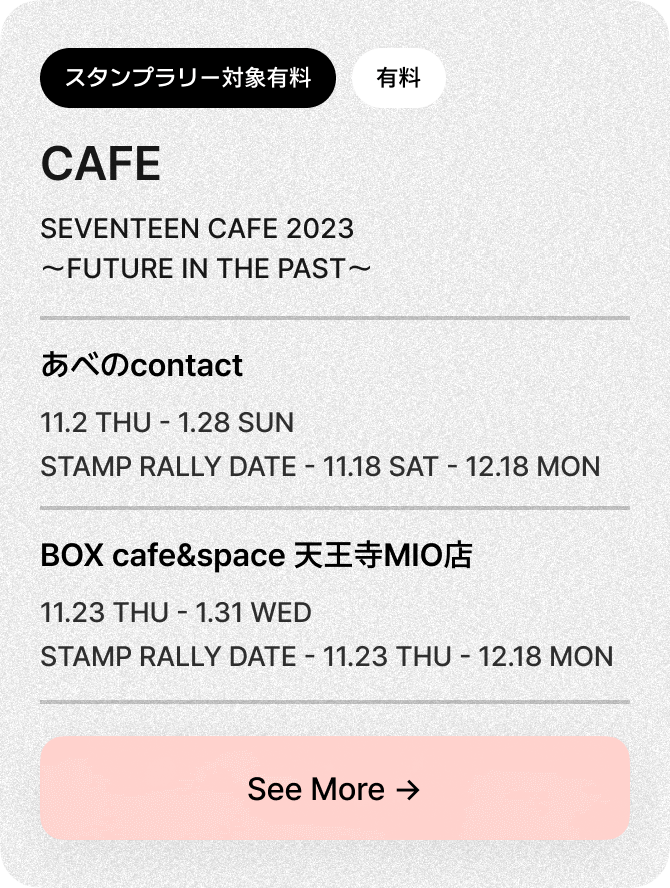 スタンプラリー対象有料
有料
CAFE
SEVENTEEN CAFE 2023
～FUTURE IN THE PAST～
あべのcontact
11.2 THU - 1.28 SUN
STAMP RALLY DATE - 11.18 SAT - 12.18 MON
BOX cafe&space 天王寺MIO店
11.23 THU - 1.31 WED
STAMP RALLY DATE - 11.23 THU - 12.18 MON
See More →